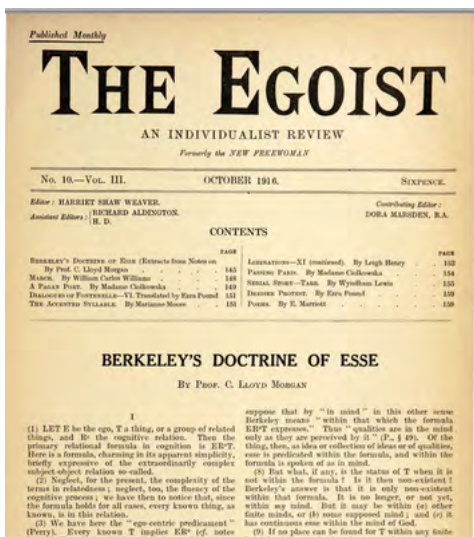 Published Monthly
THE EGOIST
AN INDIVIDUALIST REVIEW
Formerly the NEW FREEWOMAN
No. 10.—VOL. III.
OCTOBER 1916.
SIXPENCE.
Editor: HARRIET SHAW WEAVER.
Assistant Editors: {RICHARD ALDINGTON.
H. D.
Contributing Editor:
DORA MARSDEN, B.A.
CONTENTS
PAGE
BERKELEY'S DOCTRINE OF ESSE (Extracts from Notes on
By Prof. C. Lloyd Morgan . . . . 145
MARCH. By William Carlos Williams . . . 148
A PAGAN POET. By Madame Ciolkowska . . . 149
DIALOGUES OF FONTENELLE—VI. Translated by Ezra Pound 151
THE ACCENTED SYLLABLE. By Marianne Moore . . 151
PAGE
LIBERATIONS—XI (continued). By Leigh Henry . . 152
PASSING PARIS. By Madame Ciolkowska . . . 154
SERIAL STORY—TARR. By Wyndham Lewis . . . 155
DREISER PROTEST. By Ezra Pound . . . . 159
POEMS. By E. Marriott . . . . . 159
BERKELEY'S DOCTRINE OF ESSE
BY PROF. C. LLOYD MORGAN
I
(1) LET E be the ego, T a thing, or a group of related
things, and Rᶜ the cognitive relation. Then the
primary relational formula in cognition is ERᶜT.
Here is a formula, charming in its apparent simplicity,
briefly expressive of the extraordinarily complex
subject-object relation so-called.
(2) Neglect, for the present, the complexity of the
terms in relatedness; neglect, too, the fluency of the
cognitive process; we have then to notice that, since
the formula holds for all cases, every known thing, as
known, is in this relation.
(3) We have here the "ego-centric predicament"
(Perry). Every known T implies ERᶜ (cf. notes
suppose that by "in mind" in this other sense
Berkeley means "within that which the formula
ERᶜT expresses." Thus "qualities are in the mind
only as they are perceived by it" (P., § 49). Of the
thing, then, as idea or collection of ideas or of qualities,
esse is predicated within the formula, and within the
formula is spoken of as in mind.
(8) But what, if any, is the status of T when it is
not within the formula? Is it then non-existent?
Berkeley's answer is that it is only non-existent
within that formula. It is no longer, or not yet,
within my mind. But it may be within (a) other
finite minds, or (b) some supposed mind; and (c) it
has continuous esse within the mind of God.
(9) If no place can be found for T within any finite